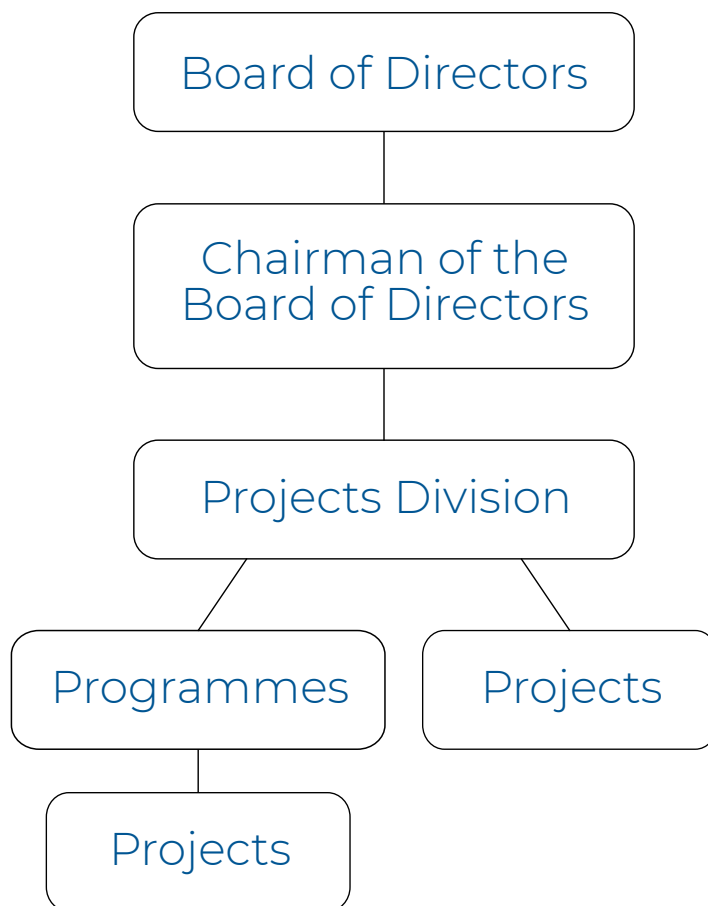 Board of Directors
Chairman of the
Board of Directors
Projects Division
Programmes
Projects
Projects